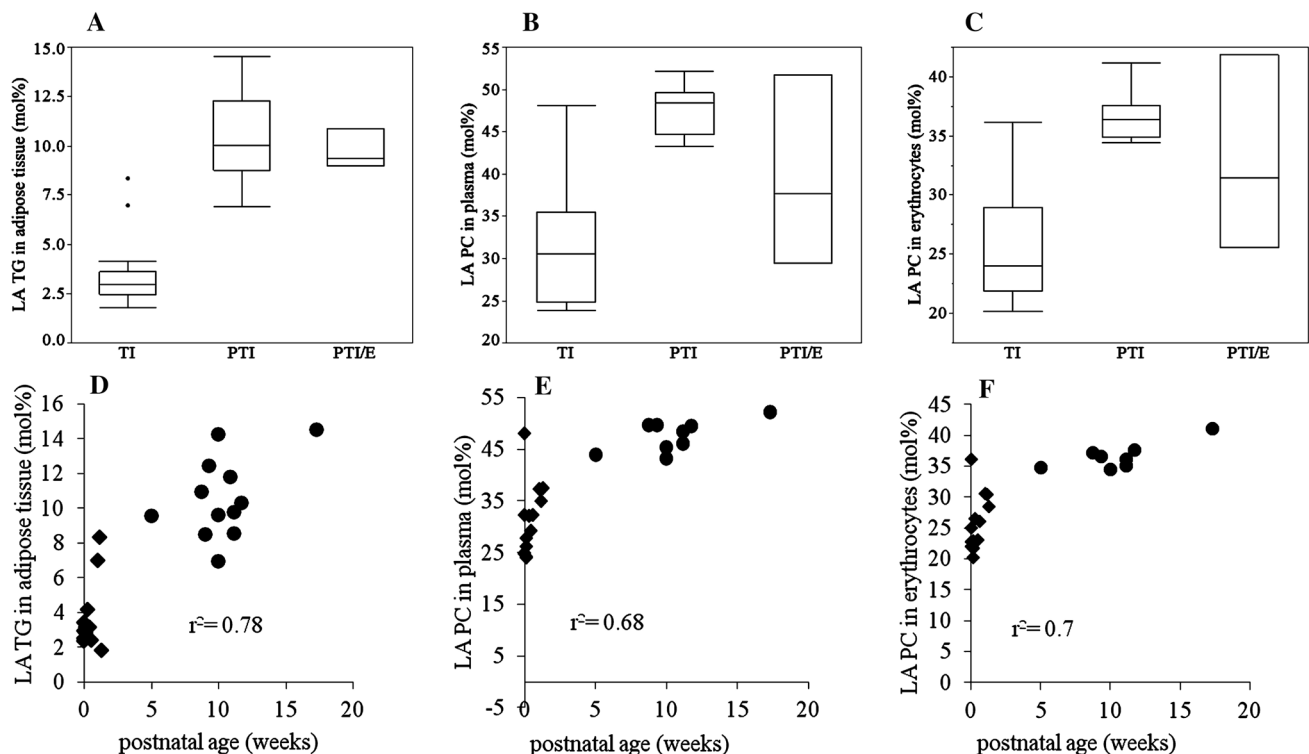 A
LA TG in adipose tissue (mol%)
15.0
12.5
10.0
7.5
5.0
2.5
0.0
TI PTI PTI/E
B
LA PC in plasma (mol%)
55
50
45
40
35
30
25
20
TI PTI PTI/E
C
LA PC in erythrocytes (mol%)
40
35
30
25
20
TI PTI PTI/E
D
LA TG in adipose tissue (mol%)
16
14
12
10
8
6
4
2
0
r²= 0.78
0 5 10 15 20
postnatal age (weeks)
E
LA PC in plasma (mol%)
55
45
35
25
15
5
-5
r²= 0.68
0 5 10 15 20
postnatal age (weeks)
F
LA PC in erythrocytes (mol%)
45
40
35
30
25
20
15
10
5
0
r²= 0.7
0 5 10 15 20
postnatal age (weeks)